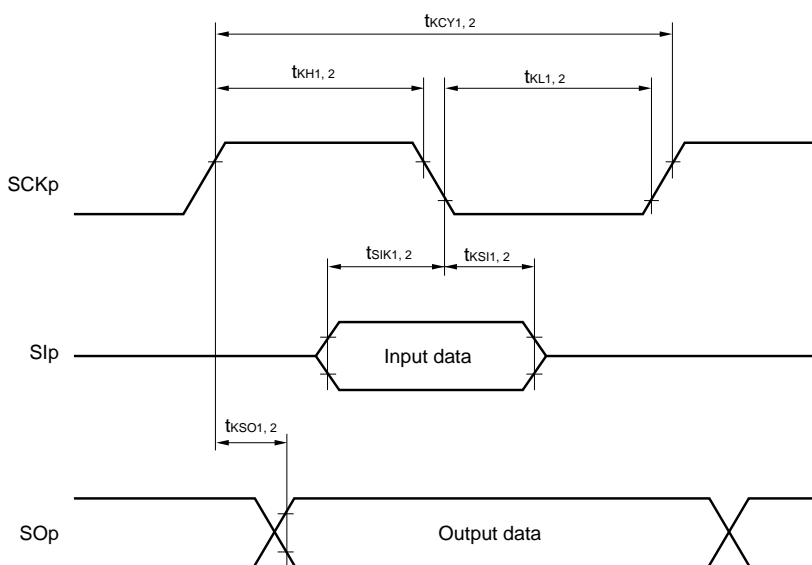 tKCY1, 2
tKH1, 2
tKL1, 2
SCKp
tSIK1, 2
tKSI1, 2
SIp
Input data
tKSO1, 2
SOp
Output data